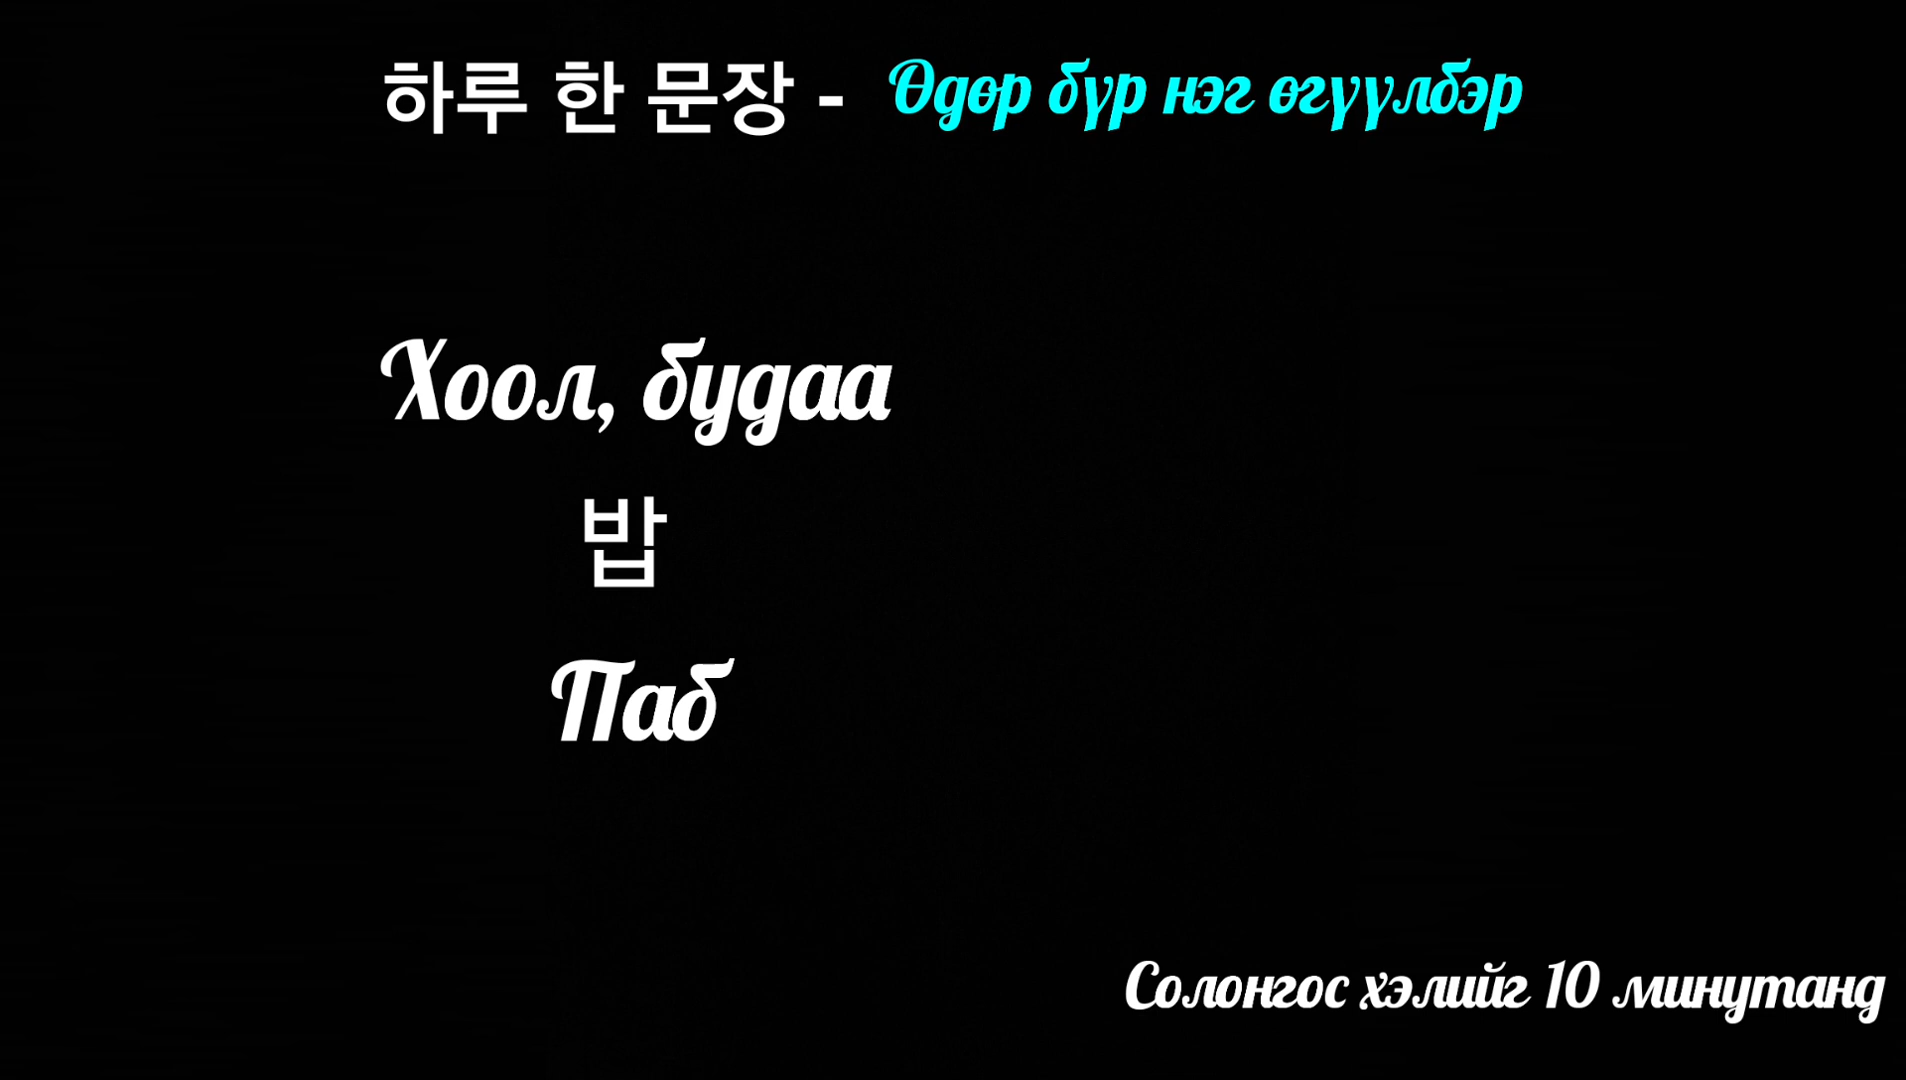 하루 한 문장 - Өдөр бүр нэг өгүүлбэр
Хоол, будаа
밥
Паб
Солонгос хэлийг 10 минутанд